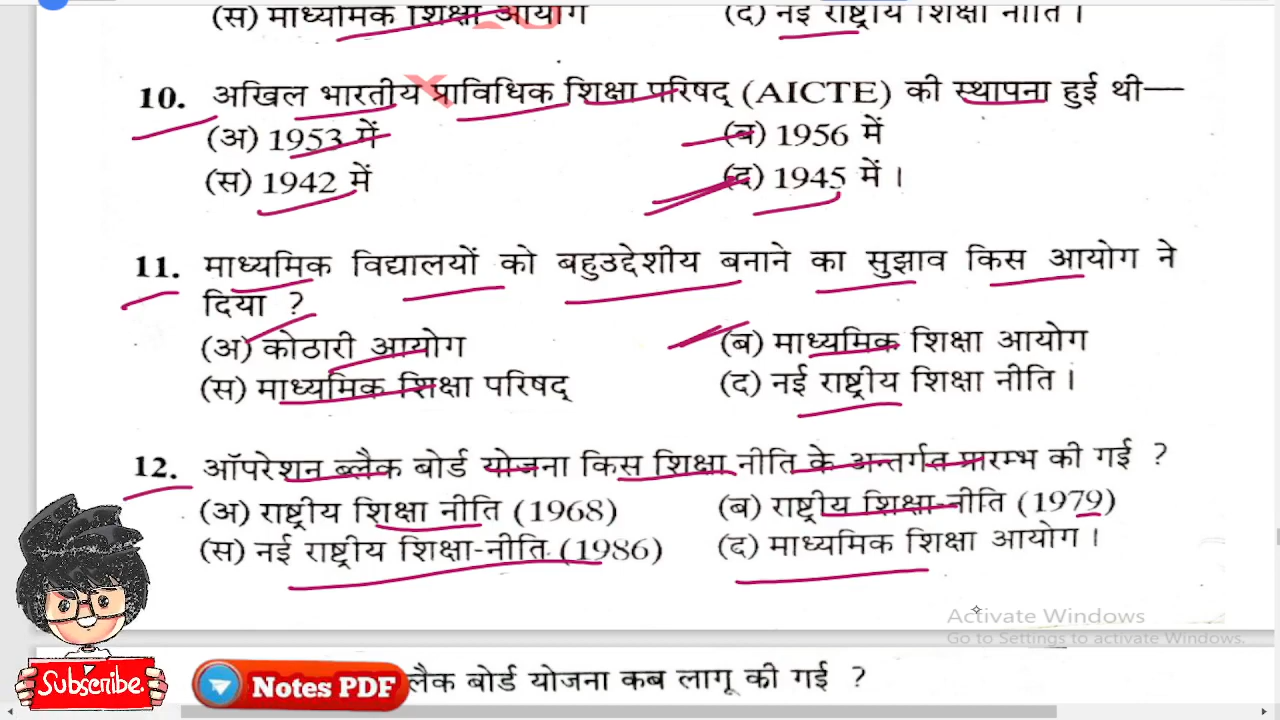 (स) माध्यमिक शिक्षा आयोग (द) नई राष्ट्रीय शिक्षा नीति ।
10. अखिल भारतीय प्राविधिक शिक्षा परिषद् (AICTE) की स्थापना हुई थी—
(अ) 1953 में (ब) 1956 में
(स) 1942 में (द) 1945 में ।
11. माध्यमिक विद्यालयों को बहुउद्देशीय बनाने का सुझाव किस आयोग ने
दिया ?
(अ) कोठारी आयोग (ब) माध्यमिक शिक्षा आयोग
(स) माध्यमिक शिक्षा परिषद् (द) नई राष्ट्रीय शिक्षा नीति ।
12. ऑपरेशन ब्लैक बोर्ड योजना किस शिक्षा नीति के अन्तर्गत प्रारम्भ की गई ?
(अ) राष्ट्रीय शिक्षा नीति (1968) (ब) राष्ट्रीय शिक्षा-नीति (1979)
(स) नई राष्ट्रीय शिक्षा-नीति (1986) (द) माध्यमिक शिक्षा आयोग ।
Activate Windows
Go to Settings to activate Windows.
Subscribe.
Notes PDF
लैक बोर्ड योजना कब लागू की गई ?